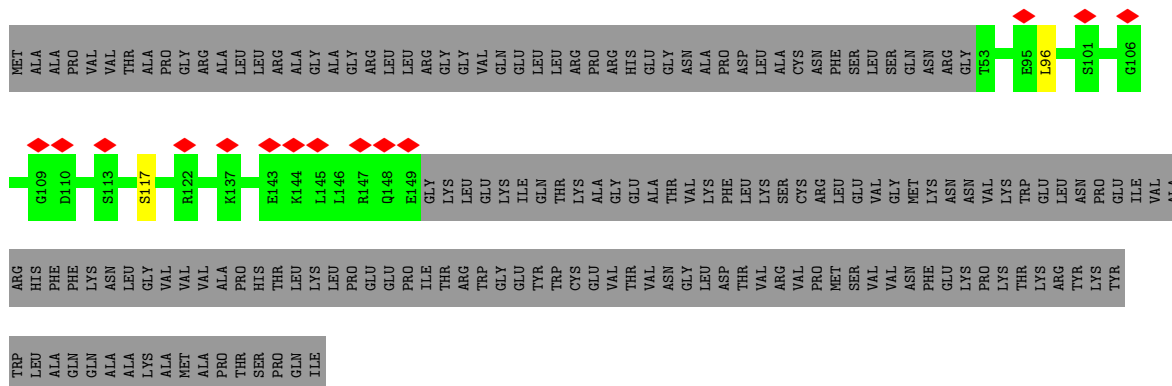 MET ALA ALA PRO VAL VAL THR ALA PRO GLY ARG ALA LEU LEU ARG ALA GLY ALA GLY ARG LEU LEU ARG GLY GLY VAL GLN GLU LEU LEU ARG PRO ARG HIS GLU GLY ASN ALA PRO ASP LEU ALA CYS ASN PHE SER LEU SER GLN ASN ARG GLY T53 E95 L96 S101 G106
G109 D110 S113 S117 R122 K137 E143 K144 L145 L146 R147 Q148 E149 GLY LYS LEU GLU LYS ILE GLN THR LYS ALA GLY GLU ALA THR VAL LYS PHE LEU LYS SER CYS ARG LEU GLU VAL GLY MET LYS ASN ASN VAL LYS TRP GLU LEU ASN PRO GLU ILE VAL ALA
ARG HIS PHE PHE LYS ASN LEU GLY VAL VAL VAL ALA PRO HIS THR LEU LYS LEU PRO GLU GLU PRO ILE THR ARG TRP GLY GLU TYR TRP CYS GLU VAL THR VAL ASN GLY LEU ASP THR VAL ARG VAL PRO MET SER VAL VAL ASN PHE GLU LYS PRO LYS THR LYS ARG TYR LYS TYR
TRP LEU ALA GLN GLN ALA ALA LYS ALA MET ALA PRO THR SER PRO GLN ILE